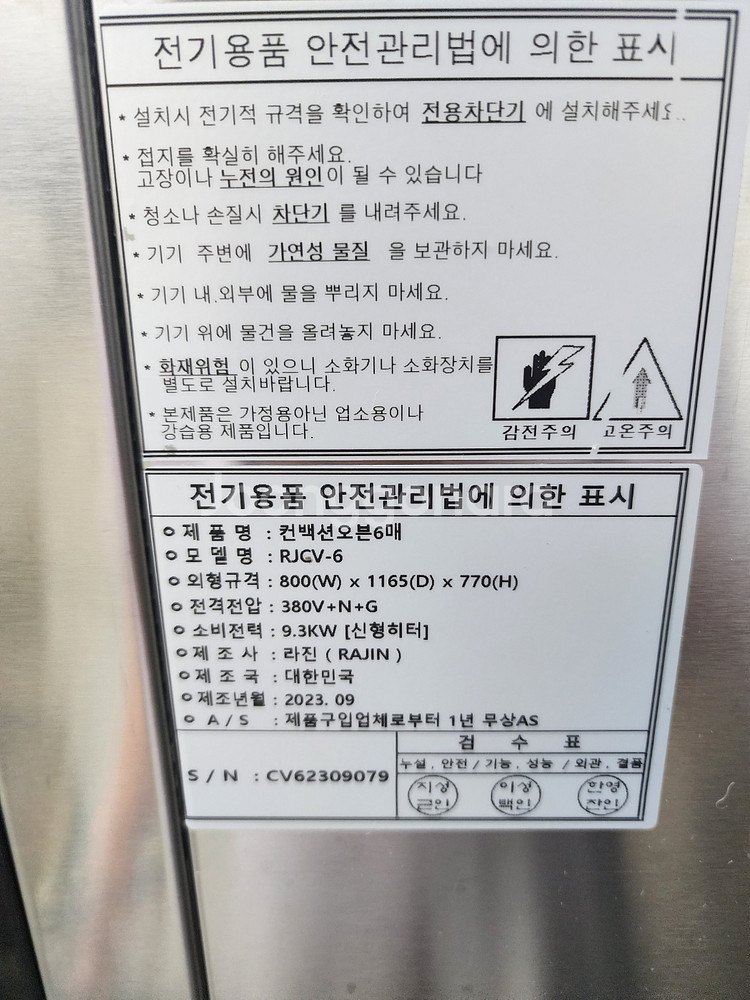 전기용품 안전관리법에 의한 표시
* 설치시 전기적 규격을 확인하여 전용차단기 에 설치해주세요..
* 접지를 확실히 해주세요.
고장이나 누전의 원인이 될 수 있습니다
* 청소나 손질시 차단기 를 내려주세요.
* 기기 주변에 가연성 물질 을 보관하지 마세요.
* 기기 내.외부에 물을 뿌리지 마세요.
* 기기 위에 물건을 올려놓지 마세요.
* 화재위험 이 있으니 소화기나 소화장치를
별도로 설치바랍니다.
* 본제품은 가정용아닌 업소용이나
강습용 제품입니다.
감전주의 고온주의
전기용품 안전관리법에 의한 표시
제 품 명 : 컨백션오븐6매
모 델 명 : RJCV-6
외형규격 : 800(W) x 1165(D) x 770(H)
전격전압 : 380V+N+G
소비전력 : 9.3KW [신형히터]
제 조 사 : 라진 ( RAJIN )
제 조 국 : 대한민국
제조년월 : 2023. 09
A / S : 제품구입업체로부터 1년 무상AS
검 수 표
누설 . 안전 / 기능 . 성능 / 외관 . 결품
S / N : CV62309079